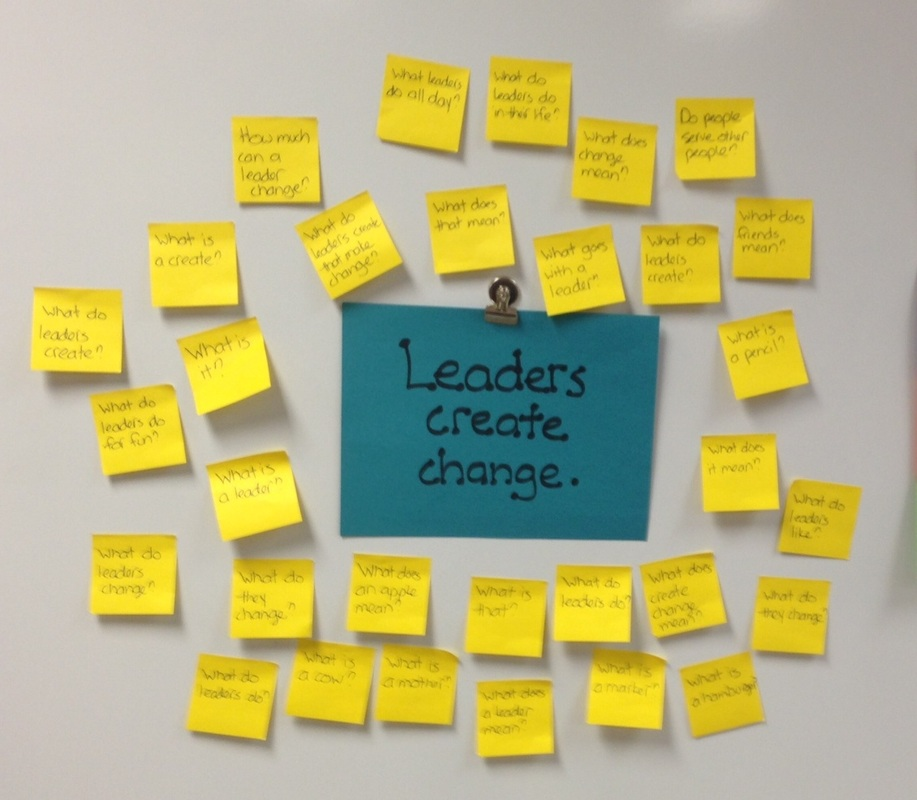 What leaders
do all day?
What do
leaders do
in their life?
How much
can a
leader
change?
What does
change
mean?
Do people
serve other
people?
What do
leaders create
that make
change?
What does
that mean?
What is
a create?
What goes
with a
leader?
What do
leaders
create?
What does
friends
mean?
What do
leaders
create?
What is
it?
Leaders
create
change.
What is
a pencil?
What do
leaders do
for fun?
What is
a leader?
What does
it mean?
What do
leaders
like?
What do
leaders
change?
What do
they
change?
What does
an apple
mean?
What is
that?
What do
leaders do?
What does
create
change
mean?
What do
they change?
What do
leaders do?
What is
a cow?
What is
a mother?
What does
a leader
mean?
What is
a marker?
What is
a hamburger?